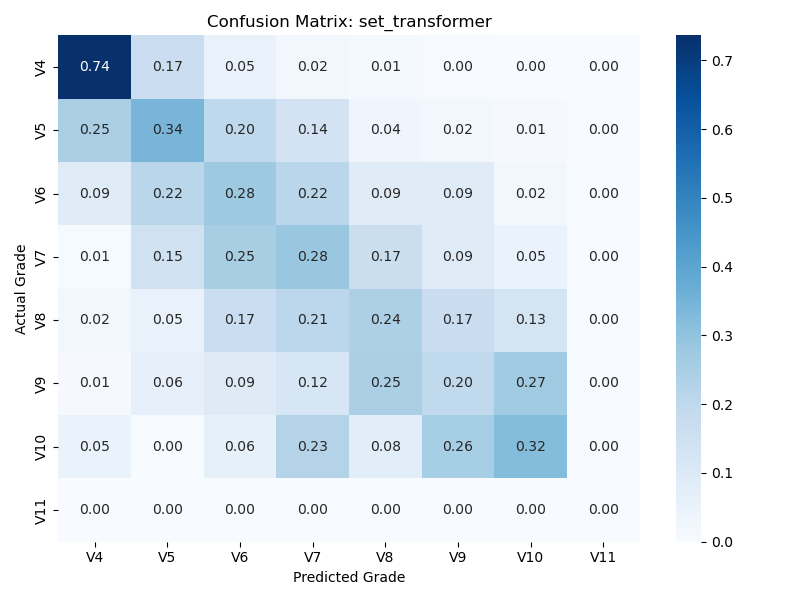 Confusion Matrix: set_transformer
V4 0.74 0.17 0.05 0.02 0.01 0.00 0.00 0.00
V5 0.25 0.34 0.20 0.14 0.04 0.02 0.01 0.00
V6 0.09 0.22 0.28 0.22 0.09 0.09 0.02 0.00
V7 0.01 0.15 0.25 0.28 0.17 0.09 0.05 0.00
V8 0.02 0.05 0.17 0.21 0.24 0.17 0.13 0.00
V9 0.01 0.06 0.09 0.12 0.25 0.20 0.27 0.00
V10 0.05 0.00 0.06 0.23 0.08 0.26 0.32 0.00
V11 0.00 0.00 0.00 0.00 0.00 0.00 0.00 0.00
V4 V5 V6 V7 V8 V9 V10 V11
Predicted Grade
Actual Grade
0.7
0.6
0.5
0.4
0.3
0.2
0.1
0.0